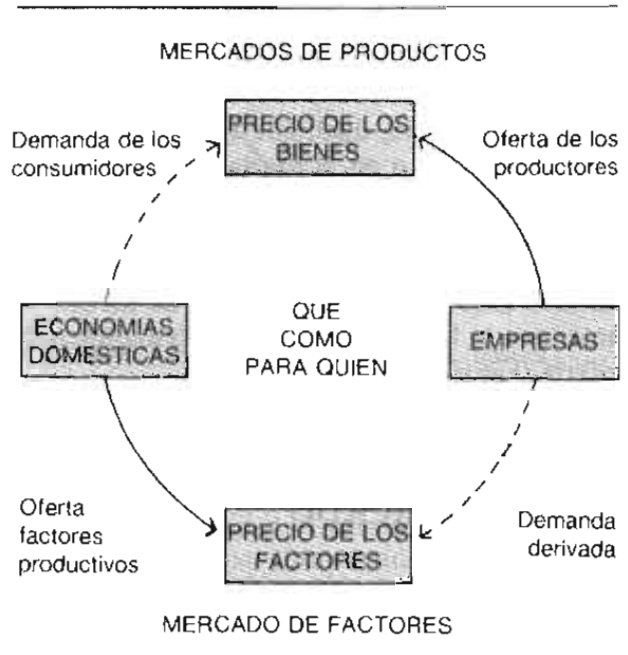 MERCADOS DE PRODUCTOS
PRECIO DE LOS
BIENES
Demanda de los
consumidores
Oferta de los
productores
ECONOMIAS
DOMESTICAS
QUE
COMO
PARA QUIEN
EMPRESAS
Oferta
factores
productivos
PRECIO DE LOS
FACTORES
Demanda
derivada
MERCADO DE FACTORES